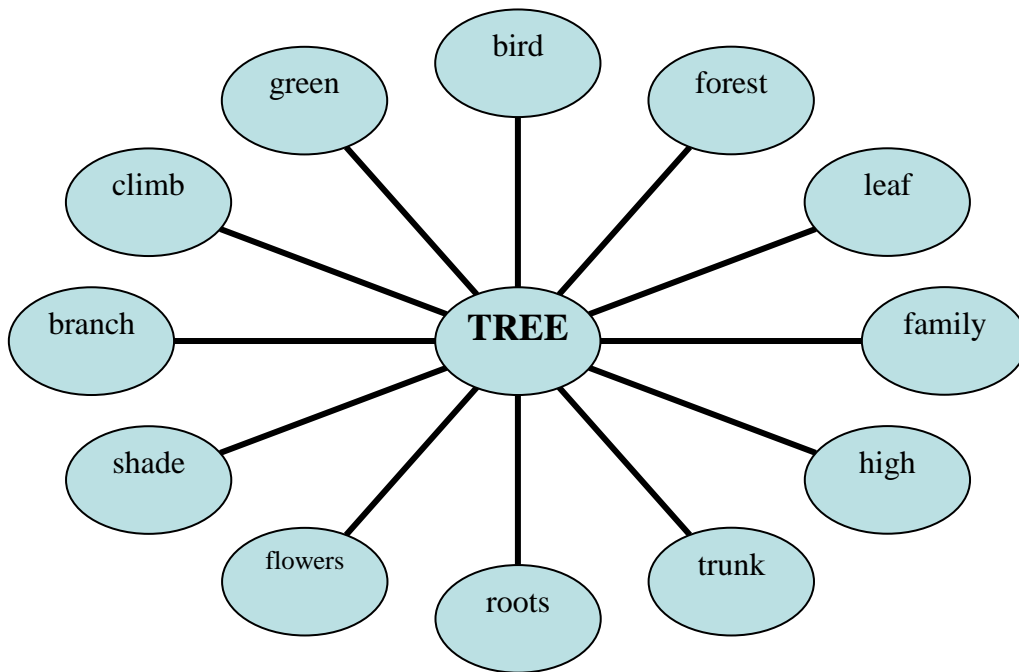 bird
green
forest
climb
leaf
branch
TREE
family
shade
high
flowers
trunk
roots